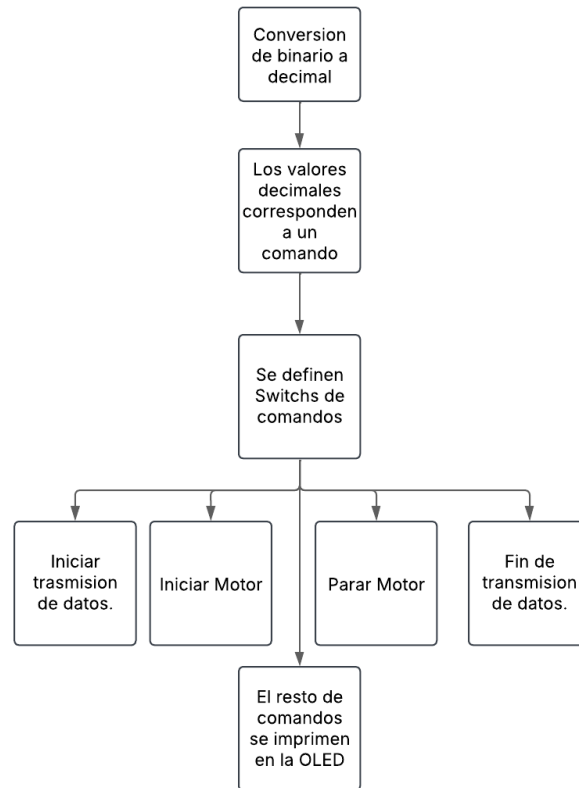 Conversion
de binario a
decimal
Los valores
decimales
corresponden
a un
comando
Se definen
Switchs de
comandos
Iniciar
trasmision
de datos.
Iniciar Motor
Parar Motor
Fin de
transmision
de datos.
El resto de
comandos
se imprimen
en la OLED